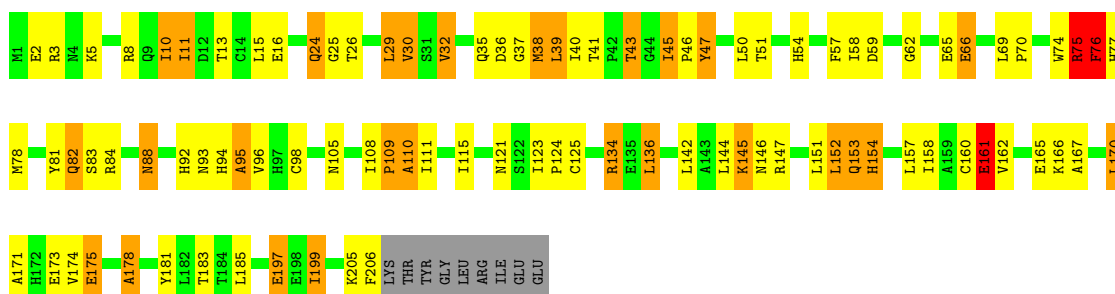 M1 E2 R3 N4 K5 R8 Q9 I10 I11 D12 T13 C14 L15 E16 Q24 G25 T26 L29 V30 S31 V32 Q35 D36 G37 M38 L39 I40 T41 P42 T43 G44 I45 P46 Y47 L50 T51 H54 F57 I58 D59 G62 E65 E66 L69 P70 W74 R75 F76 H77
M78 Y81 Q82 S83 R84 N88 H92 N93 H94 A95 V96 H97 C98 N105 I108 P109 A110 I111 I115 N121 S122 I123 P124 C125 R134 E135 L136 L142 A143 L144 K145 N146 R147 L151 L152 Q153 H154 L157 I158 A159 C160 E161 V162 E165 K166 A167 L170
A171 H172 E173 V174 E175 A178 Y181 L182 T183 T184 L185 E197 E198 I199 K205 F206 LYS THR TYR GLY LEU ARG ILE GLU GLU